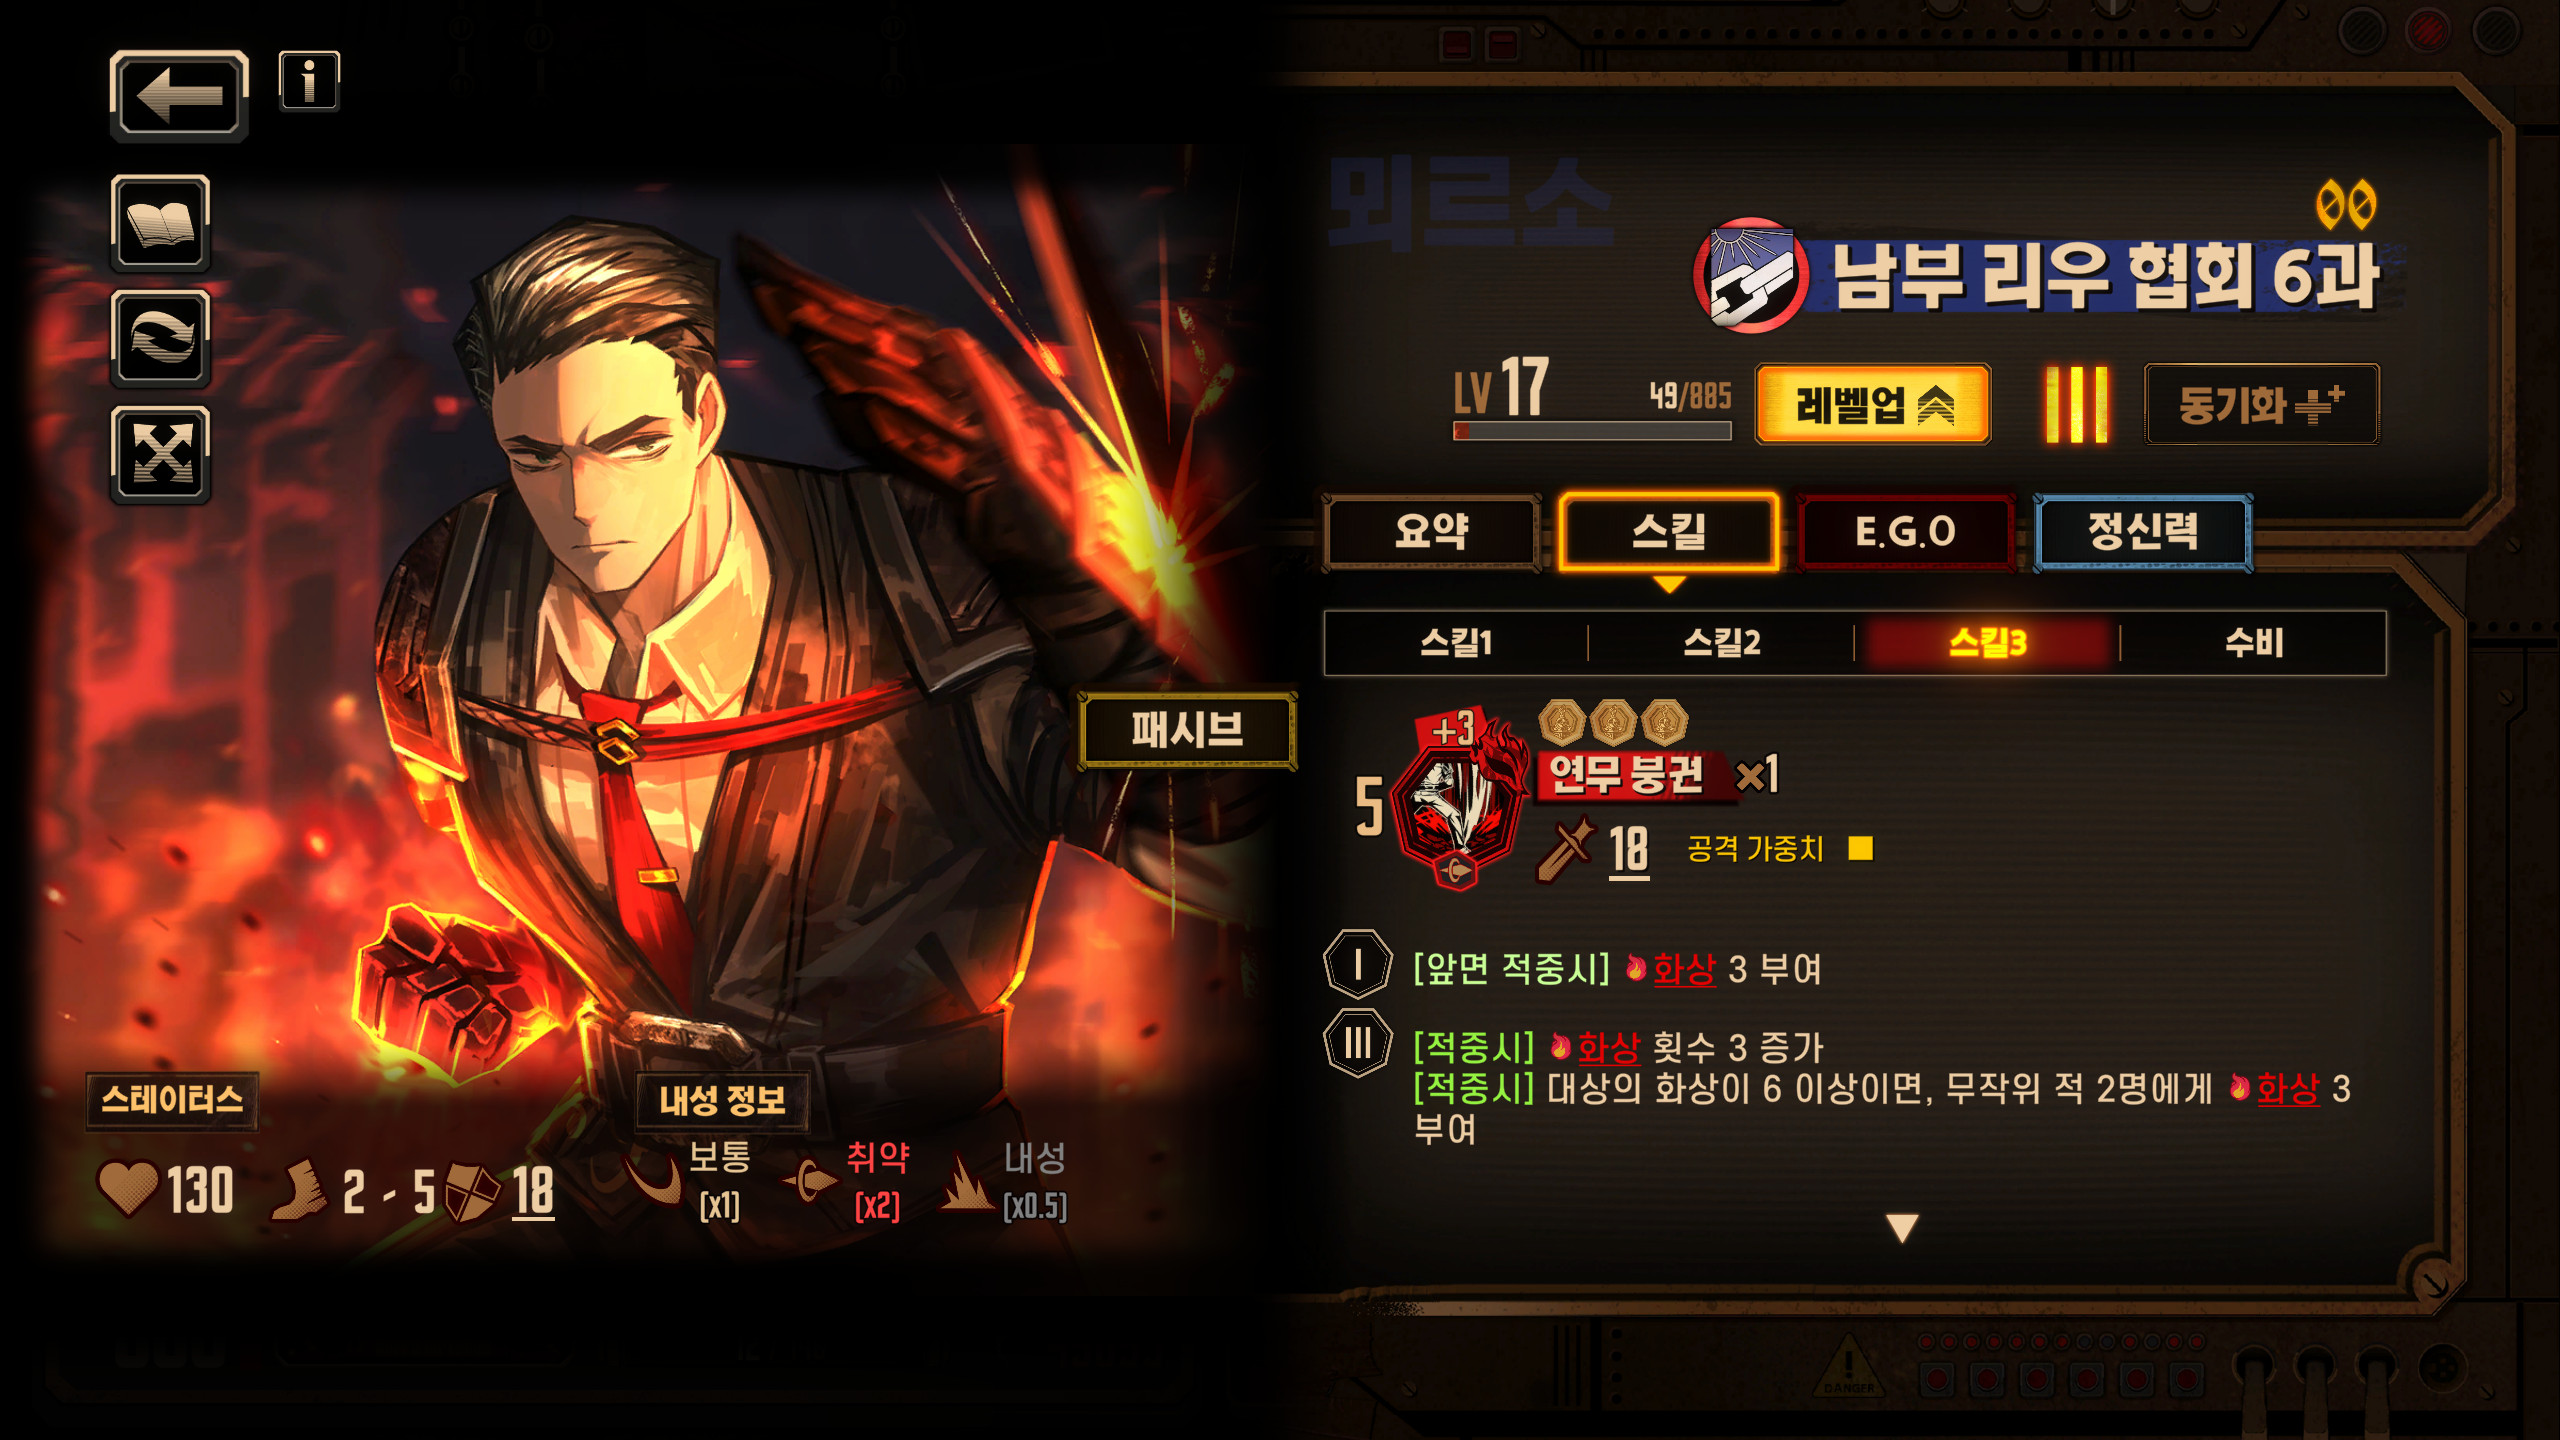 뫼르소
남부 리우 협회 6과
LV 17
49/885
레벨업
동기화
요약
스킬
E.G.O
정신력
스킬1
스킬2
스킬3
수비
패시브
+3
5
연무 붕권 ×1
18
공격 가중치
I
[앞면 적중시] 화상 3 부여
III
[적중시] 화상 횟수 3 증가
[적중시] 대상의 화상이 6 이상이면, 무작위 적 2명에게 화상 3
부여
스테이터스
130
2 - 5
18
내성 정보
보통
[x1]
취약
[x2]
내성
[x0.5]
DANGER